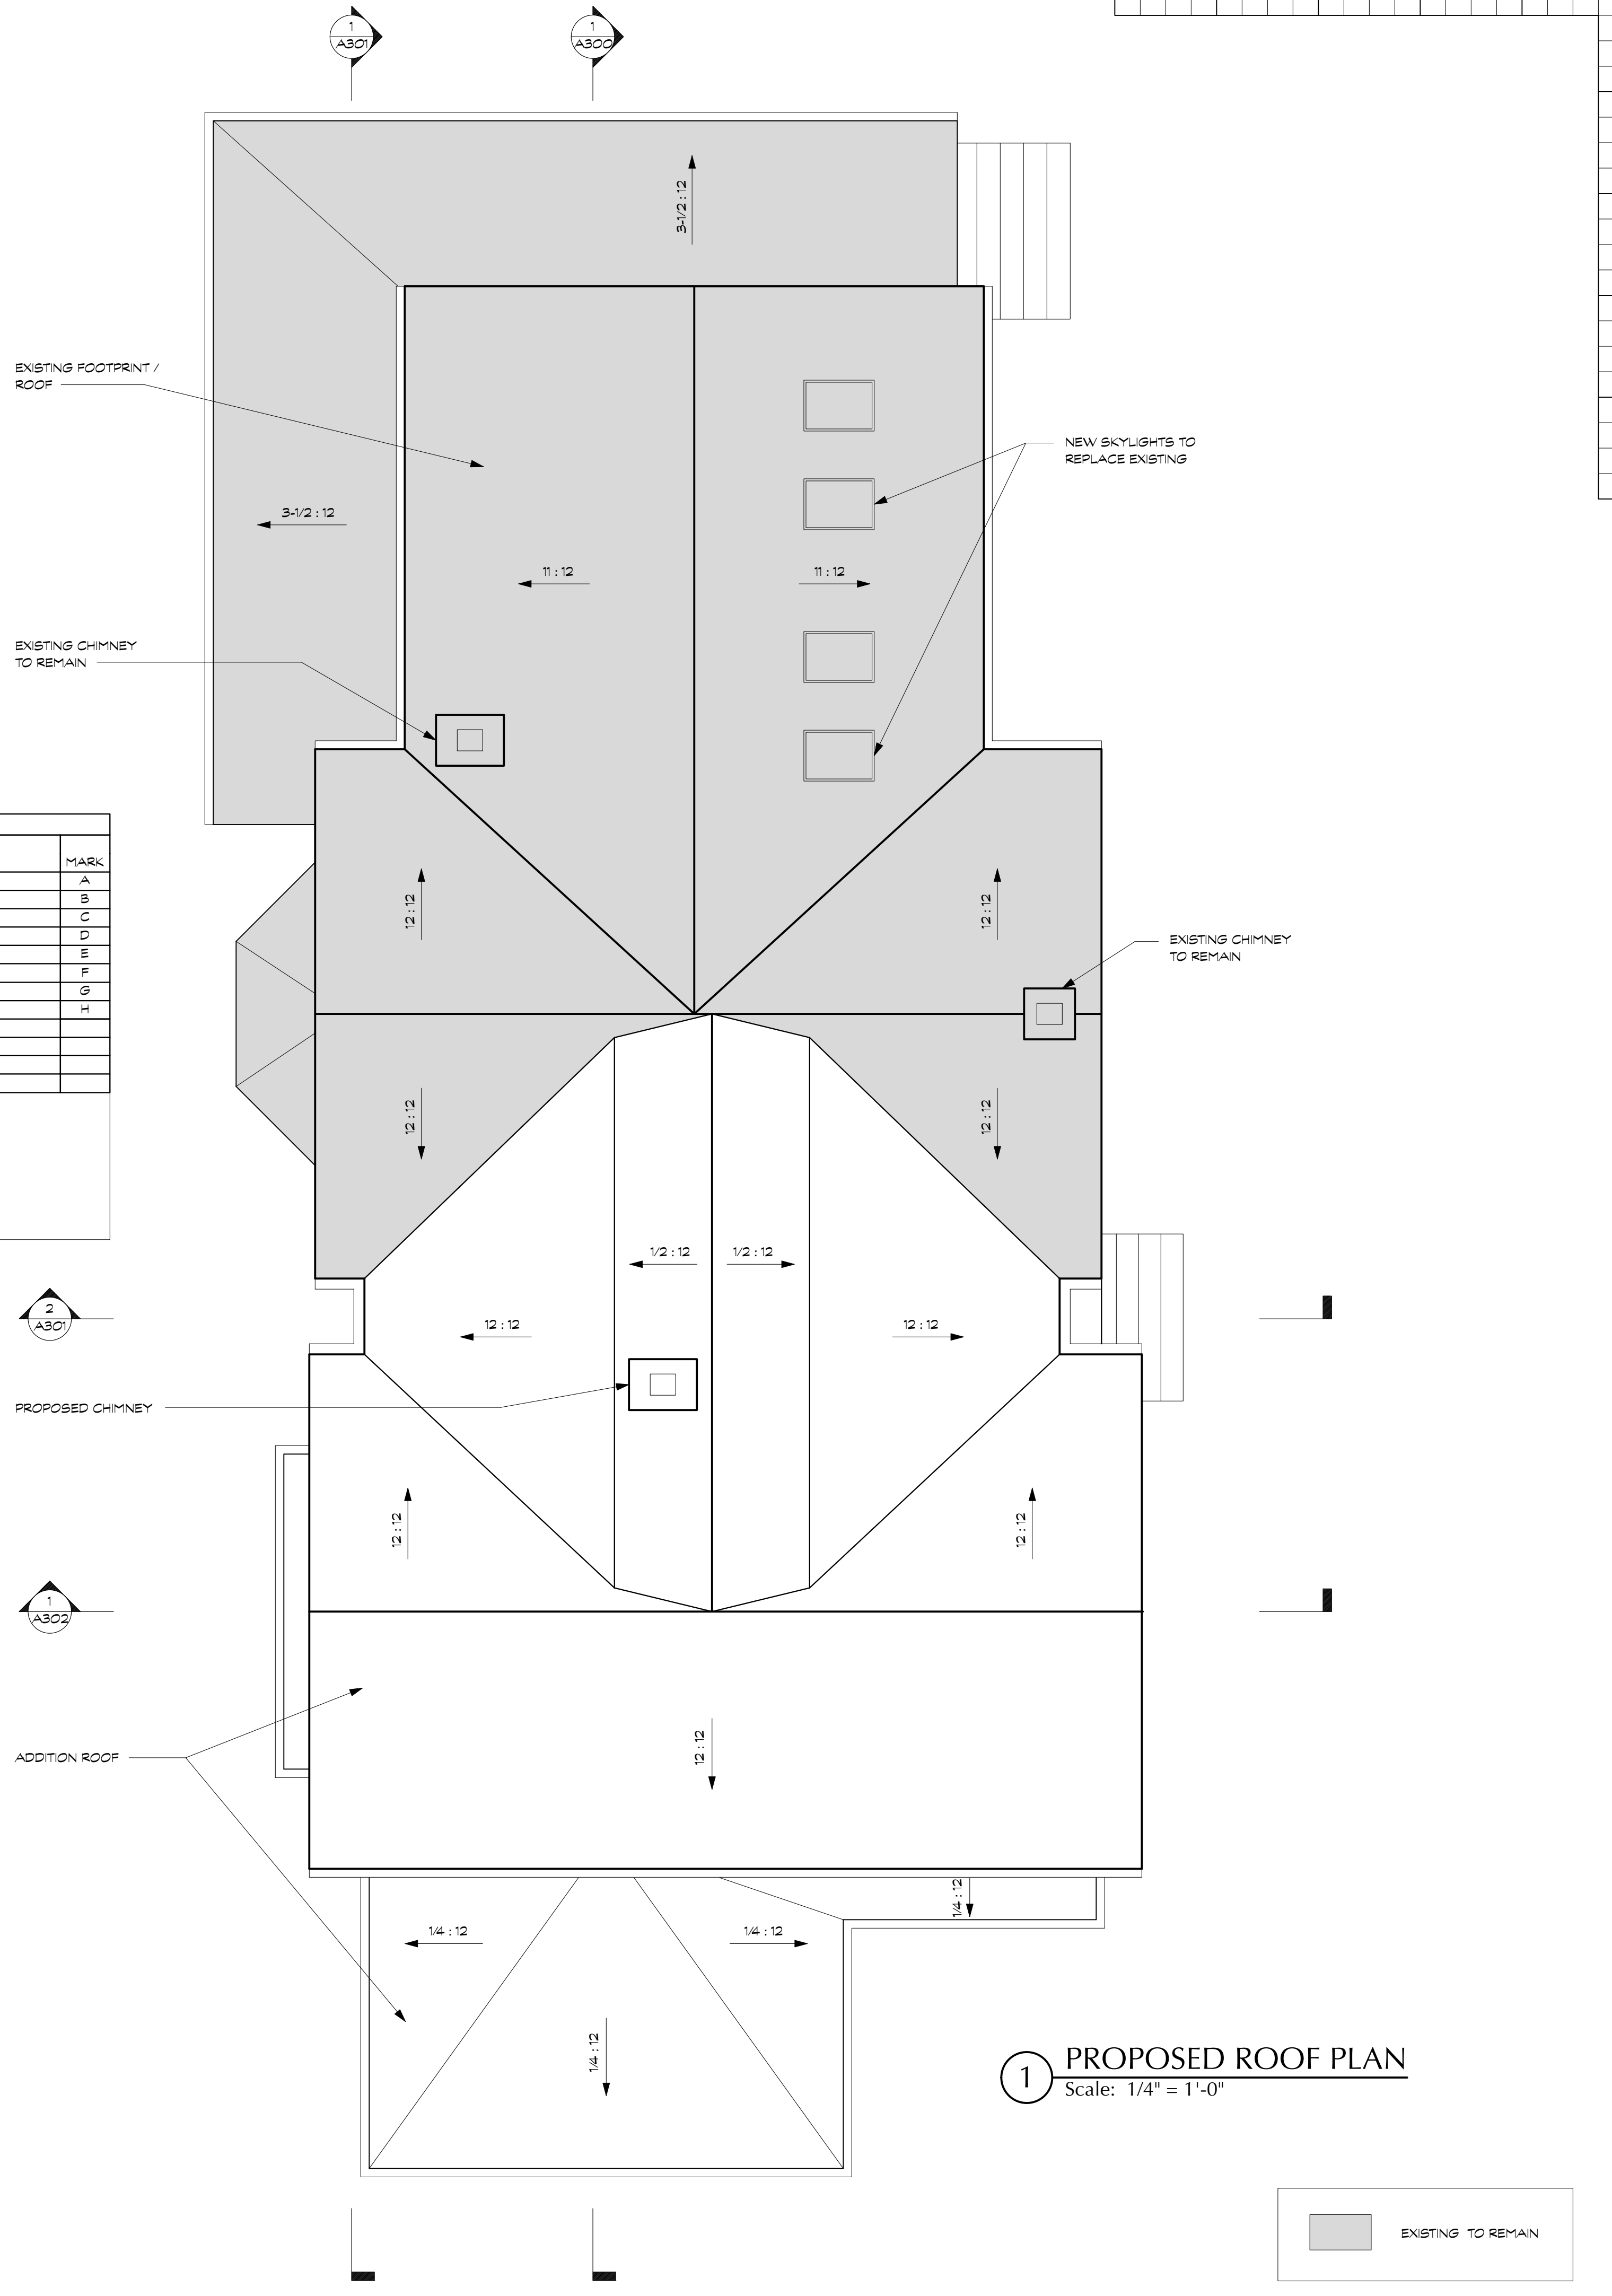 1
A301
1
A300
3-1/2 : 12
EXISTING FOOTPRINT /
ROOF
NEW SKYLIGHTS TO
REPLACE EXISTING
3-1/2 : 12
11 : 12
11 : 12
EXISTING CHIMNEY
TO REMAIN
MARK
A
B
C
D
E
F
G
H
12 : 12
12 : 12
EXISTING CHIMNEY
TO REMAIN
12 : 12
12 : 12
1/2 : 12
1/2 : 12
2
A301
12 : 12
12 : 12
PROPOSED CHIMNEY
12 : 12
12 : 12
1
A302
12 : 12
ADDITION ROOF
1/4 : 12
1/4 : 12
1/4 : 12
1/4 : 12
1
PROPOSED ROOF PLAN
Scale: 1/4" = 1'-0"
EXISTING TO REMAIN